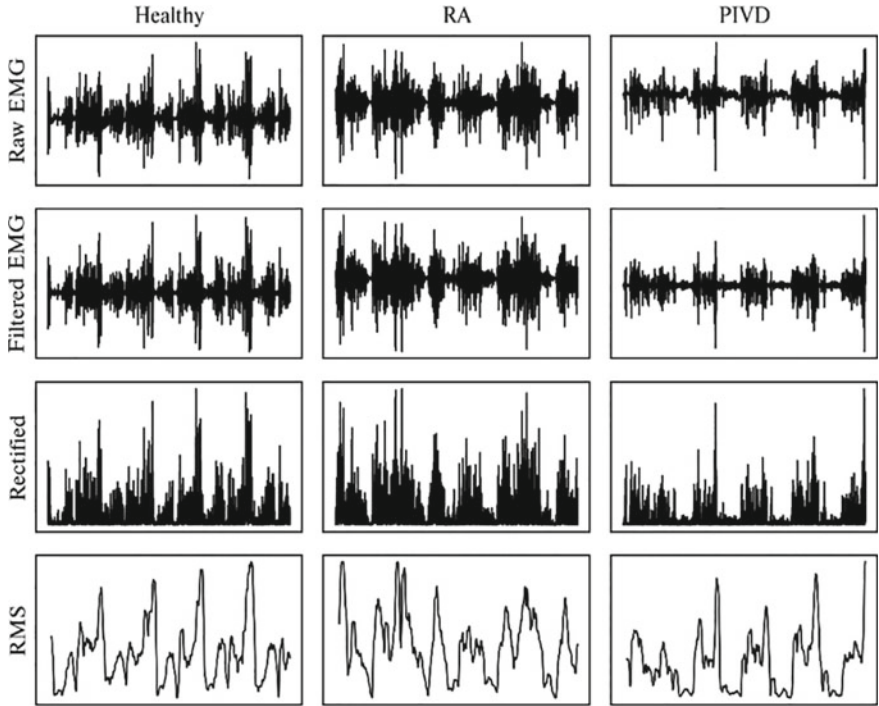 Healthy RA PIVD
Raw EMG
Filtered EMG
Rectified
RMS